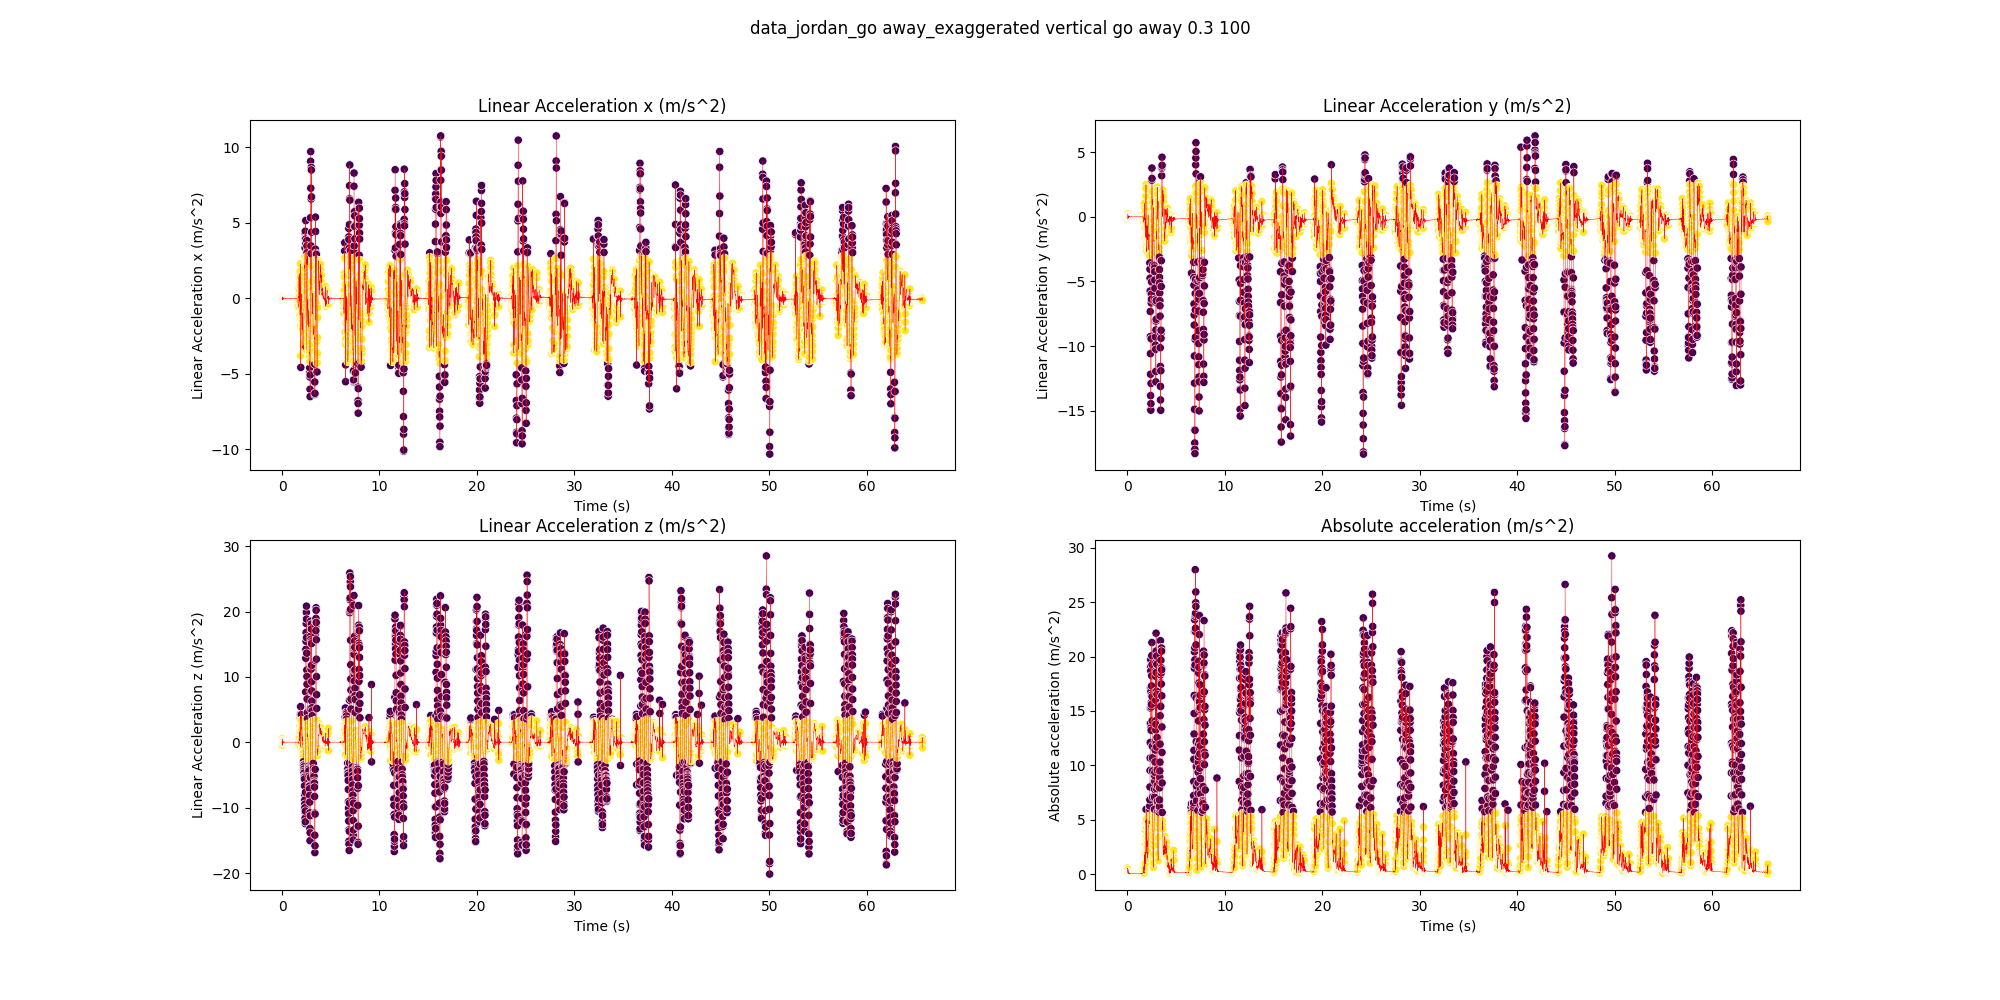 data_jordan_go away_exaggerated vertical go away 0.3 100
Linear Acceleration x (m/s^2)
Linear Acceleration x (m/s^2)
10
5
0
−5
−10
0 10 20 30 40 50 60
Time (s)
Linear Acceleration y (m/s^2)
Linear Acceleration y (m/s^2)
5
0
−5
−10
−15
0 10 20 30 40 50 60
Time (s)
Linear Acceleration z (m/s^2)
Linear Acceleration z (m/s^2)
30
20
10
0
−10
−20
0 10 20 30 40 50 60
Time (s)
Absolute acceleration (m/s^2)
Absolute acceleration (m/s^2)
30
25
20
15
10
5
0
0 10 20 30 40 50 60
Time (s)